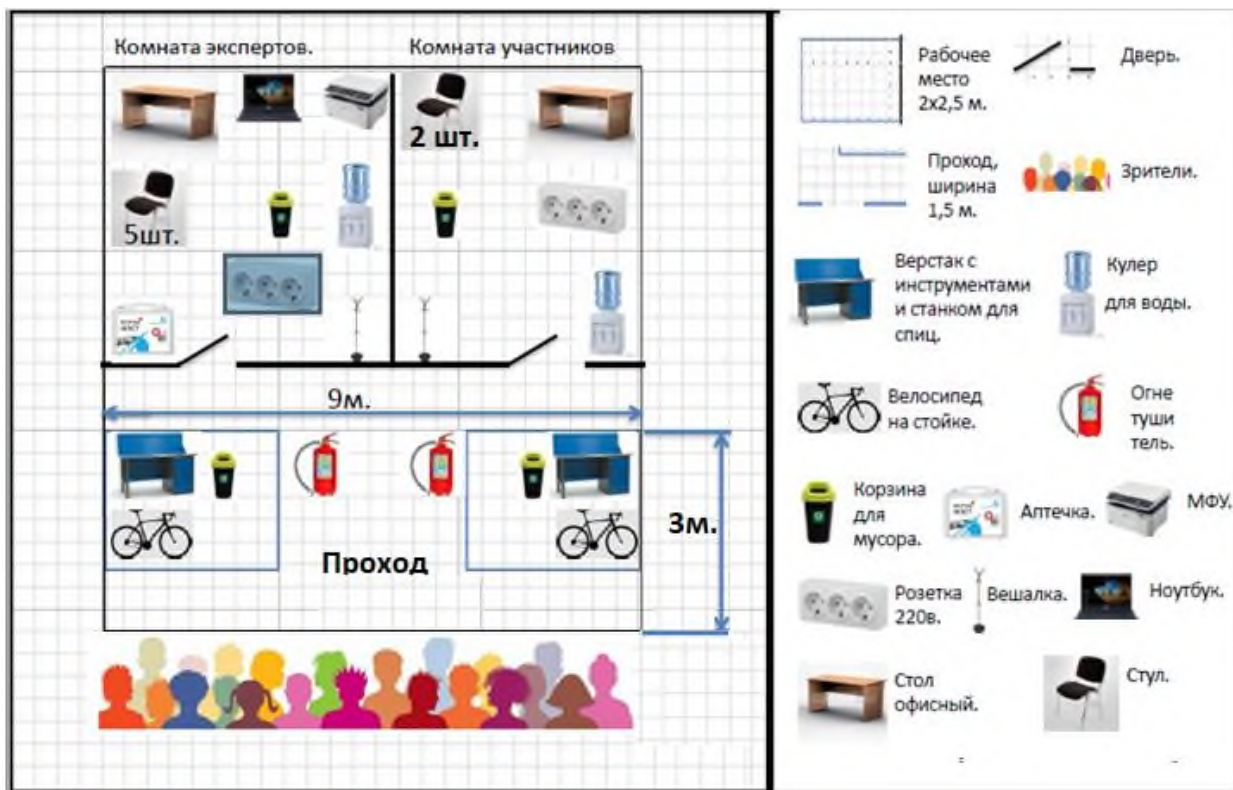 Комната экспертов.
Комната участников
2 шт.
5шт.
9м.
3м.
Проход
Рабочее
место
2х2,5 м.
Дверь.
Проход,
ширина
1,5 м.
Зрители.
Верстак с
инструментами
и станком для
спиц.
Кулер
для воды.
Велосипед
на стойке.
Огне
туши
тель.
Корзина
для
мусора.
Аптечка.
МФУ.
Розетка
220в.
Вешалка.
Ноутбук.
Стол
офисный.
Стул.